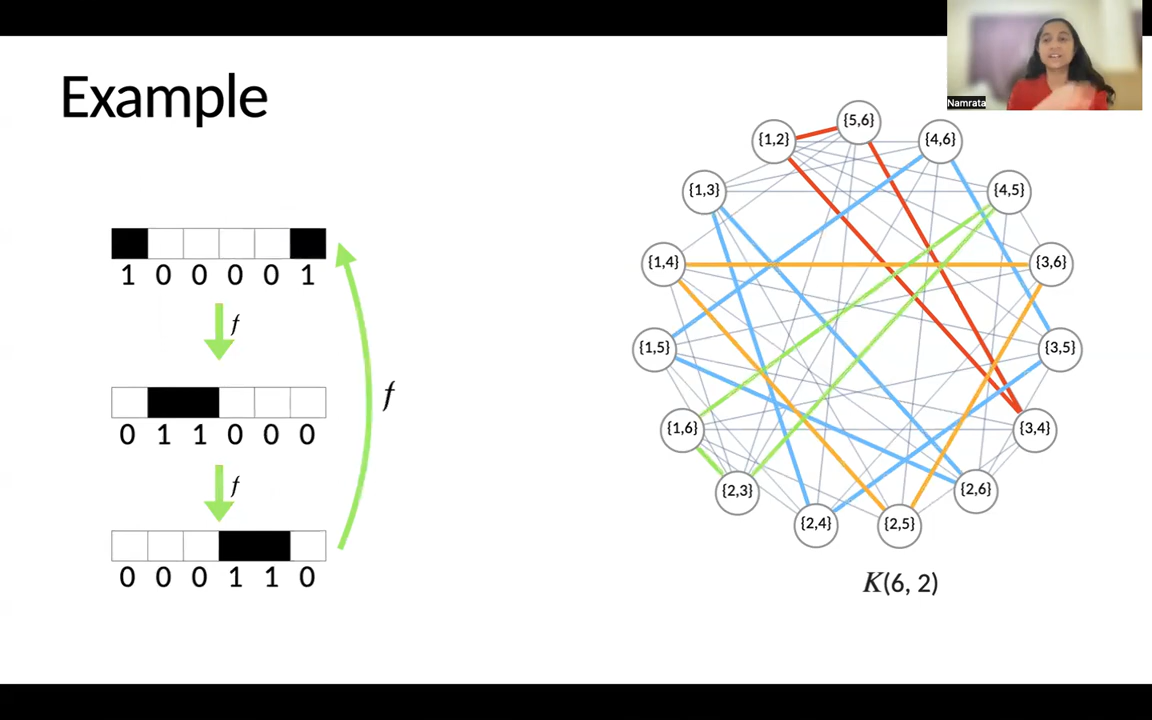 Example
Namrata
1 0 0 0 0 1
f
0 1 1 0 0 0
f
0 0 0 1 1 0
f
{5,6}
{1,2}
{4,6}
{1,3}
{4,5}
{1,4}
{3,6}
{1,5}
{3,5}
{1,6}
{3,4}
{2,3}
{2,6}
{2,4}
{2,5}
K(6, 2)